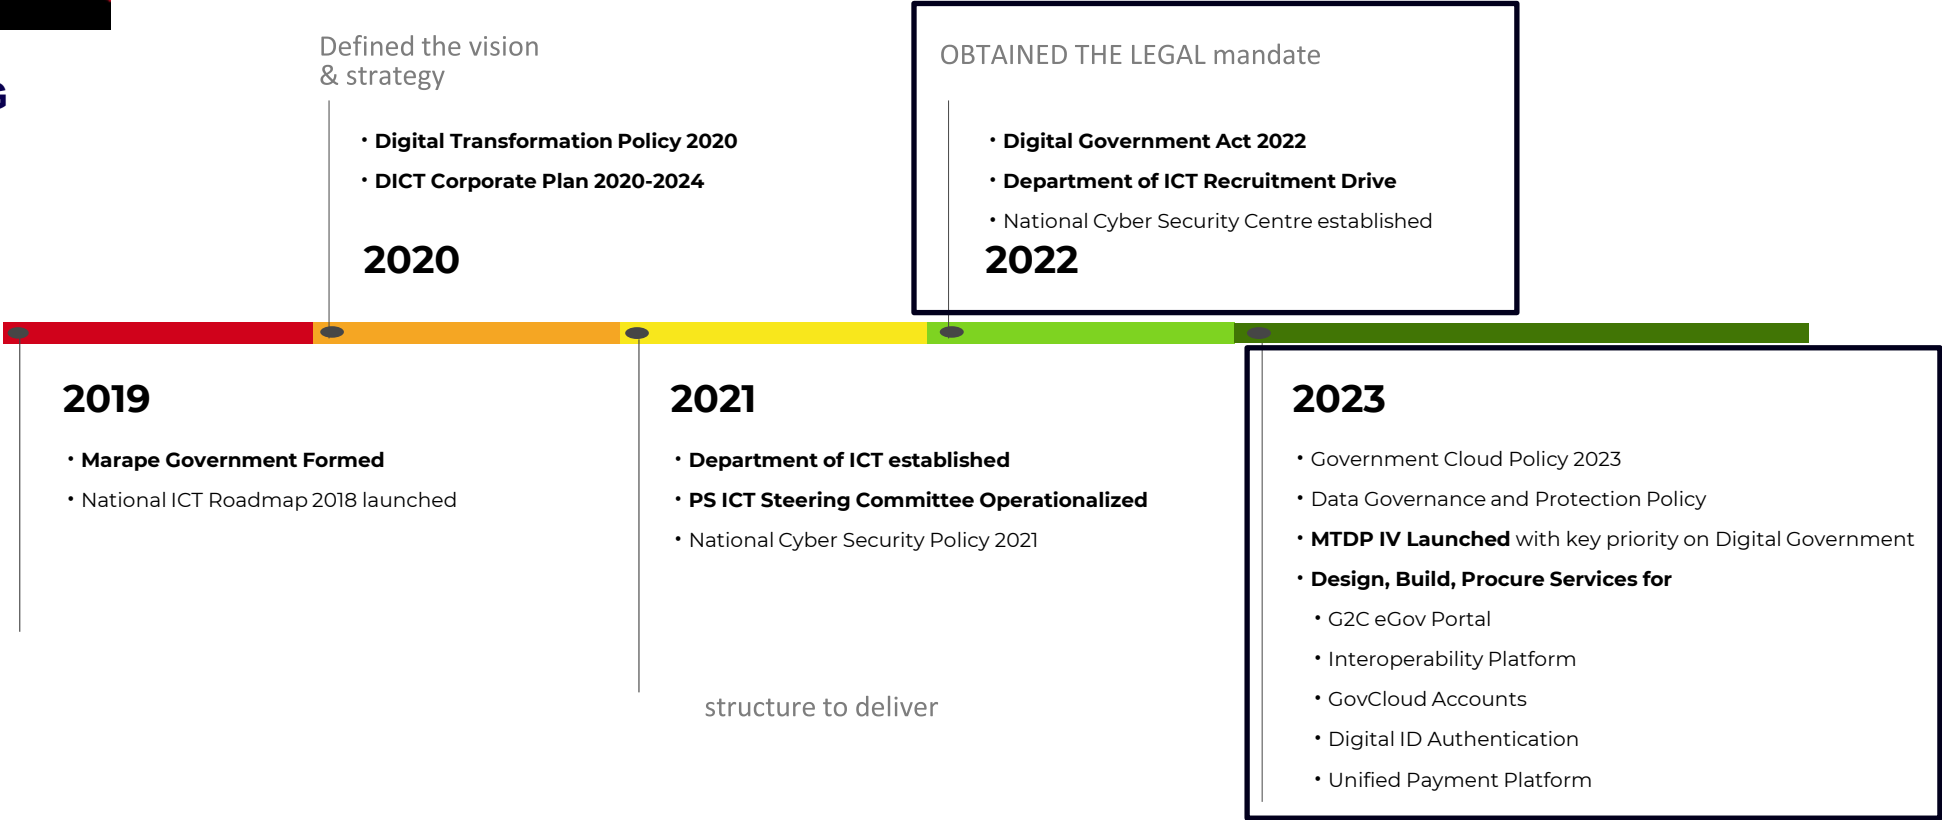 G
Defined the vision
& strategy
• Digital Transformation Policy 2020
• DICT Corporate Plan 2020-2024
2020
OBTAINED THE LEGAL mandate
• Digital Government Act 2022
• Department of ICT Recruitment Drive
• National Cyber Security Centre established
2022
2019
• Marape Government Formed
• National ICT Roadmap 2018 launched
2021
• Department of ICT established
• PS ICT Steering Committee Operationalized
• National Cyber Security Policy 2021
structure to deliver
2023
• Government Cloud Policy 2023
• Data Governance and Protection Policy
• MTDP IV Launched with key priority on Digital Government
• Design, Build, Procure Services for
• G2C eGov Portal
• Interoperability Platform
• GovCloud Accounts
• Digital ID Authentication
• Unified Payment Platform